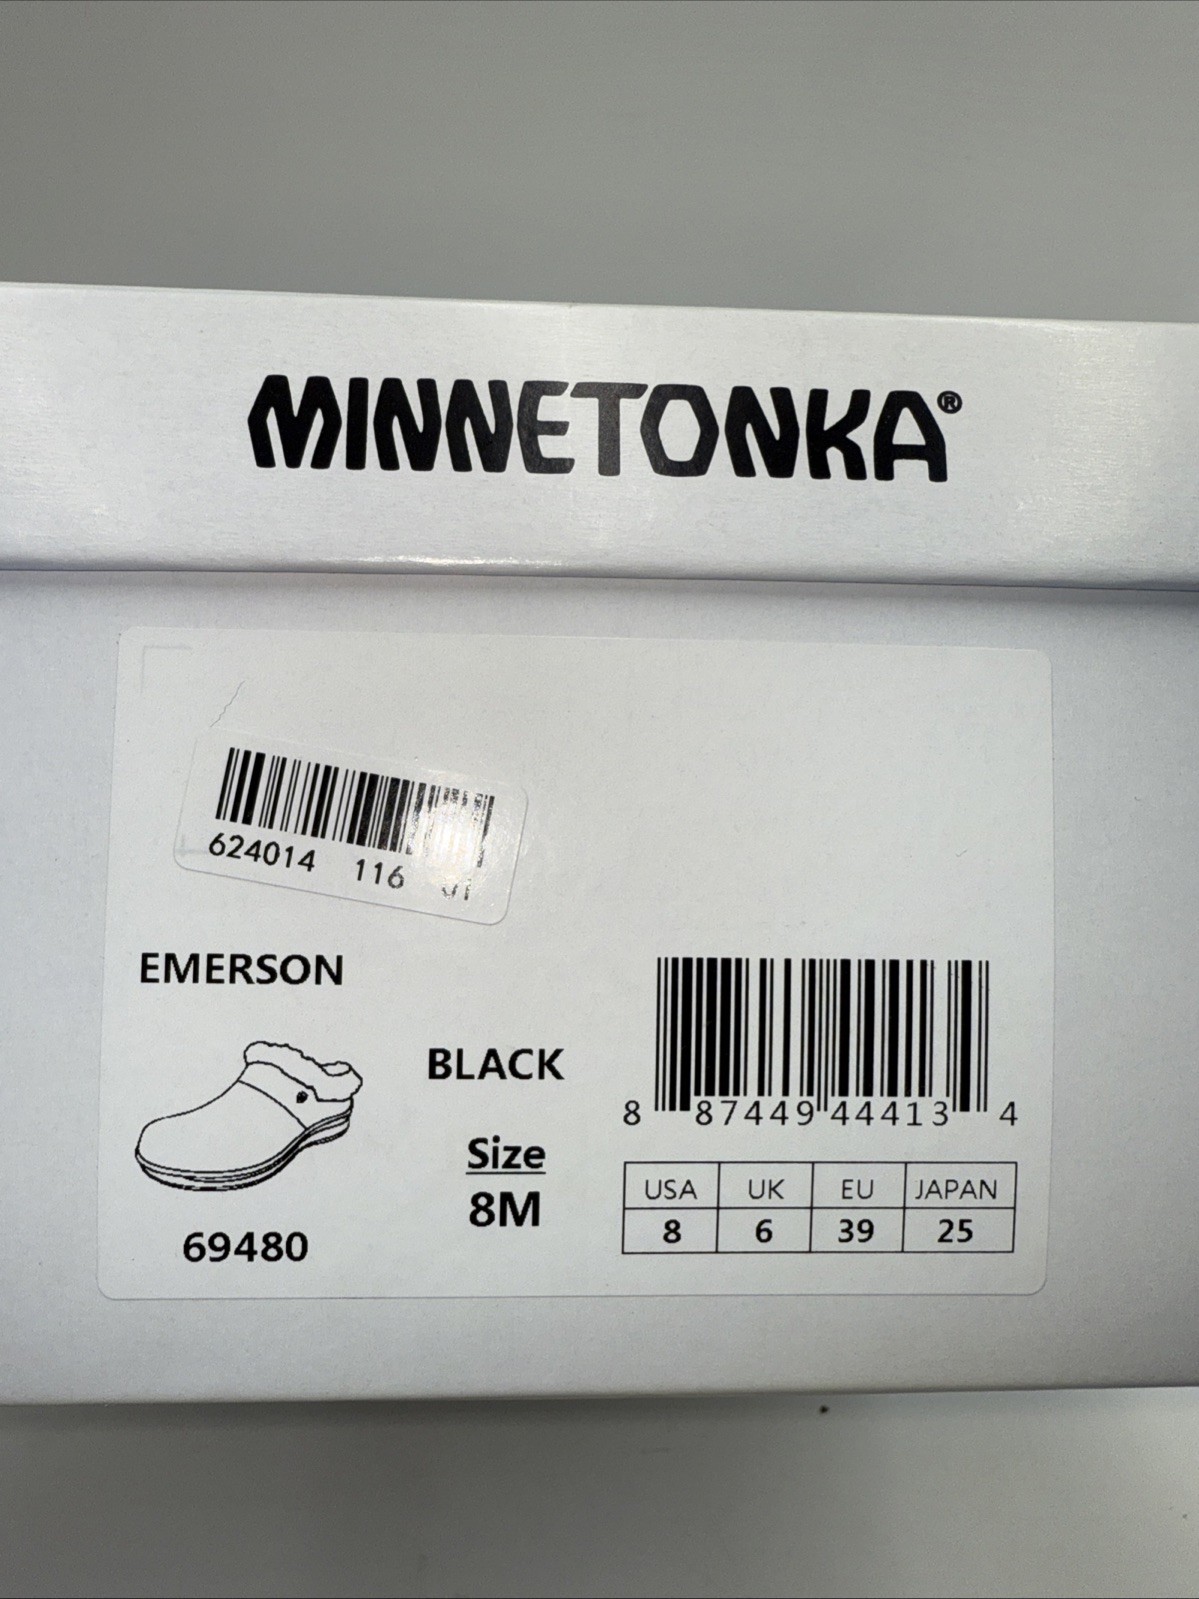 MINNETONKA®
624014 116
EMERSON
BLACK
Size
8M
69480
8 87449 44413 4
USA UK EU JAPAN
8 6 39 25